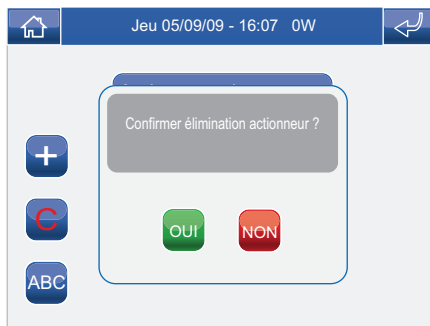 Jeu 05/09/09 - 16:07 0W
Confirmer élimination actionneur ?
+
C
OUI NON
ABC